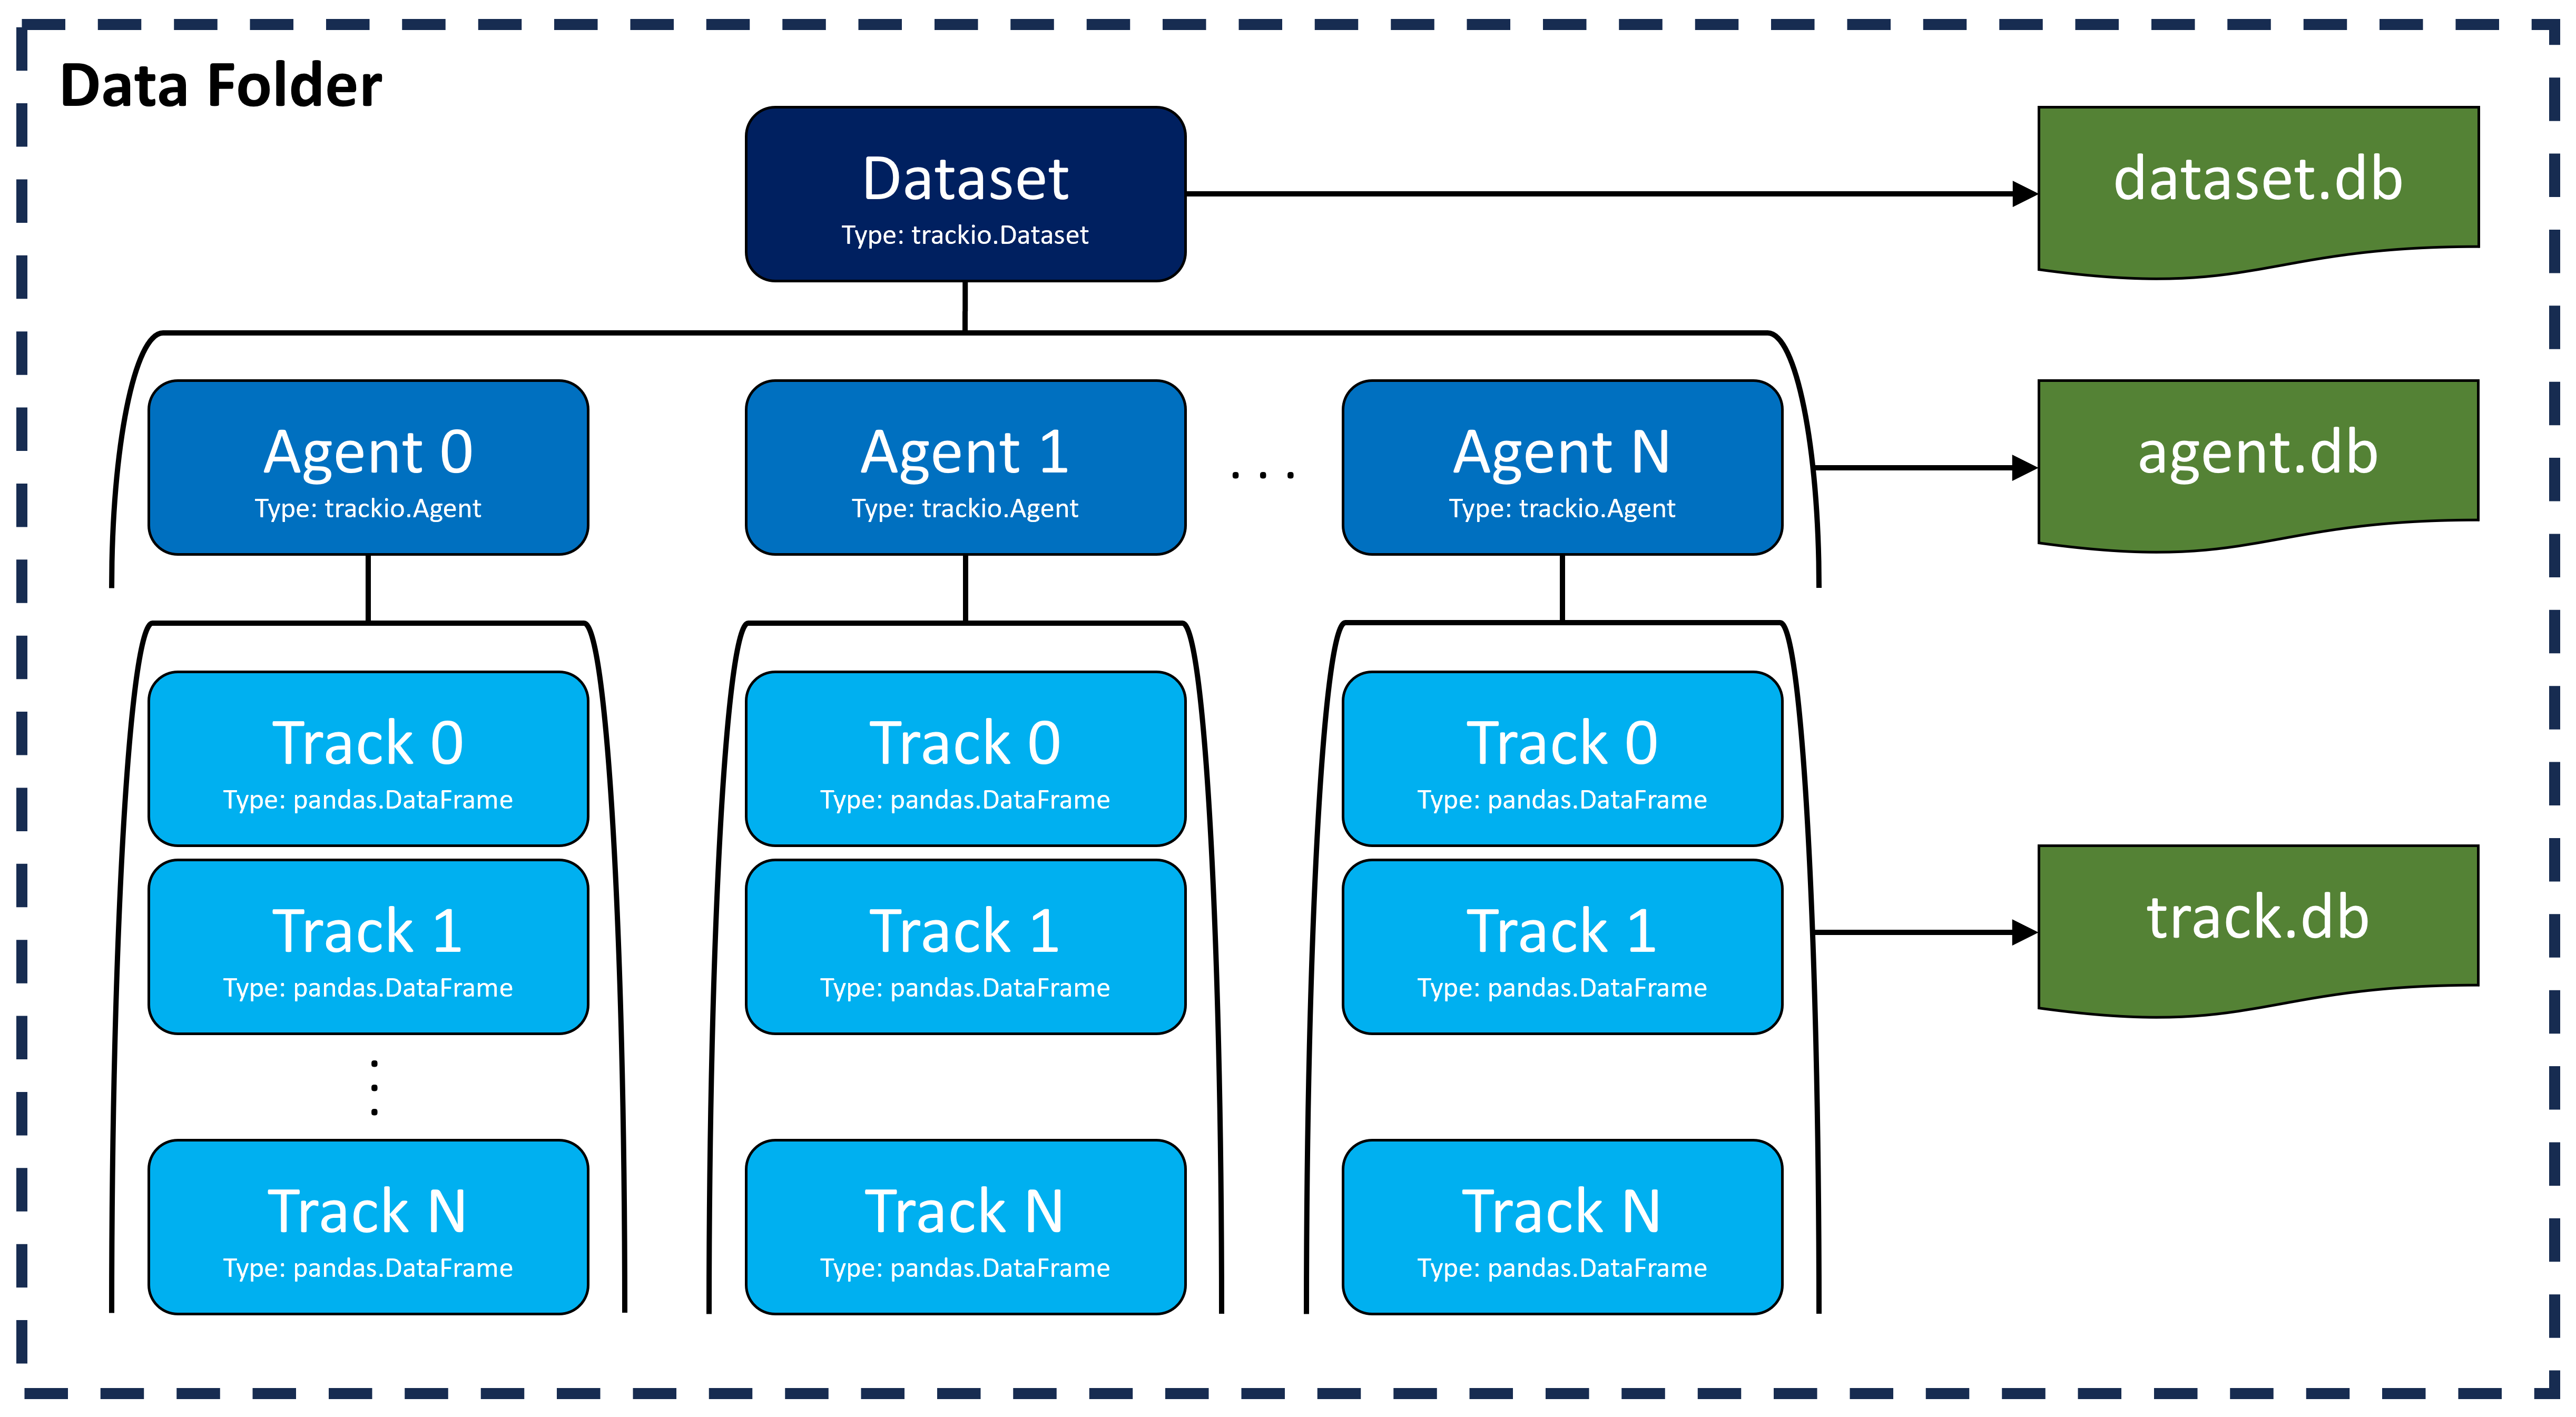 Data Folder
Dataset
Type: trackio.Dataset
dataset.db
Agent 0
Type: trackio.Agent
Agent 1
Type: trackio.Agent
. . .
Agent N
Type: trackio.Agent
agent.db
Track 0
Type: pandas.DataFrame
Track 0
Type: pandas.DataFrame
Track 0
Type: pandas.DataFrame
Track 1
Type: pandas.DataFrame
Track 1
Type: pandas.DataFrame
Track 1
Type: pandas.DataFrame
track.db
. . .
Track N
Type: pandas.DataFrame
Track N
Type: pandas.DataFrame
Track N
Type: pandas.DataFrame